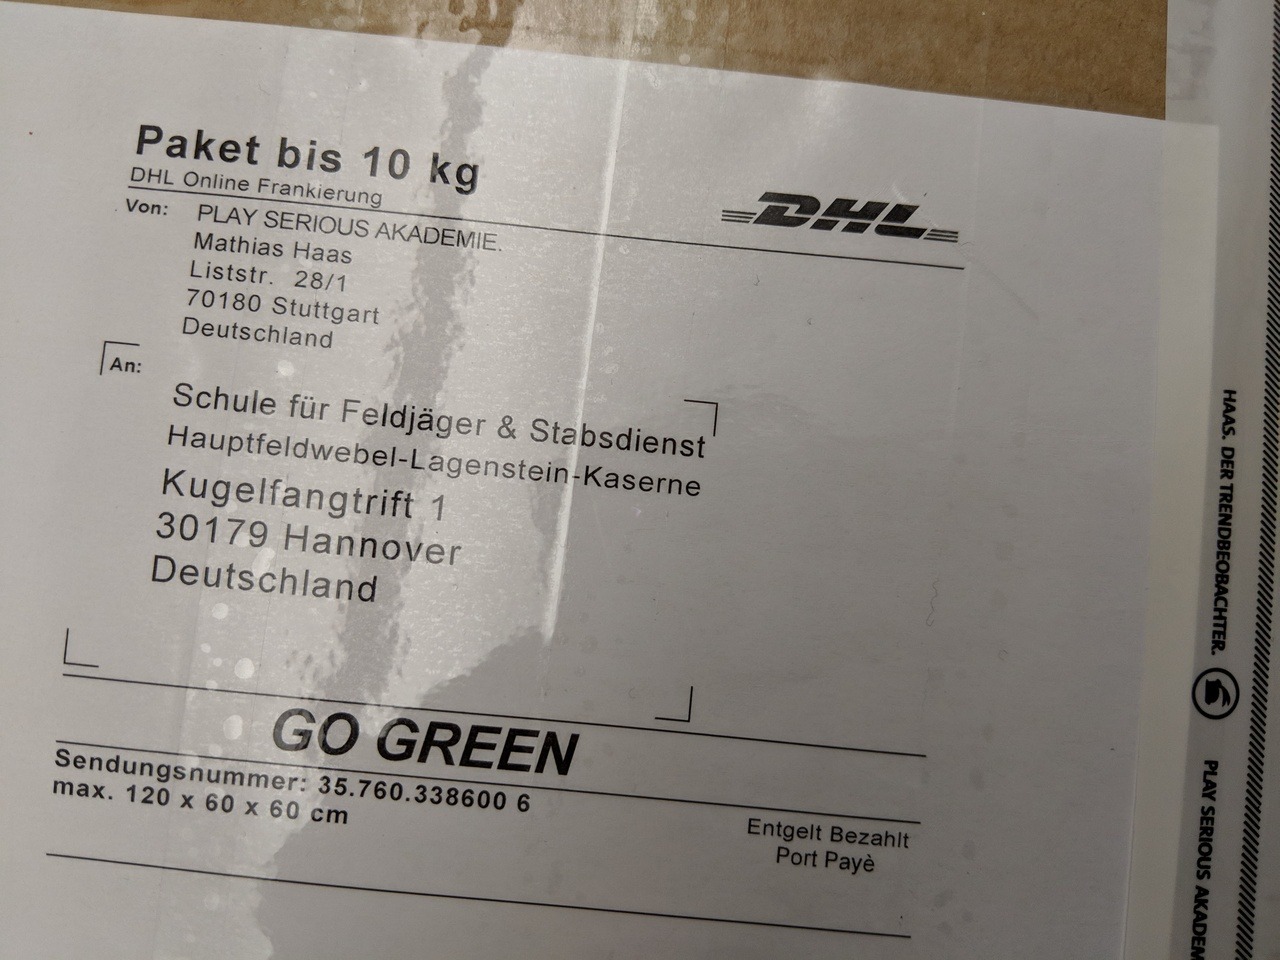 Paket bis 10 kg
DHL Online Frankierung
DHL
Von: PLAY SERIOUS AKADEMIE.
Mathias Haas
Liststr. 28/1
70180 Stuttgart
Deutschland
An:
Schule für Feldjäger & Stabsdienst
Hauptfeldwebel-Lagenstein-Kaserne
Kugelfangtrift 1
30179 Hannover
Deutschland
GO GREEN
Sendungsnummer: 35.760.338600 6
max. 120 x 60 x 60 cm
Entgelt Bezahlt
Port Payè
HAAS. DER TRENDBEOBACHTER.
PLAY SERIOUS AKADEM